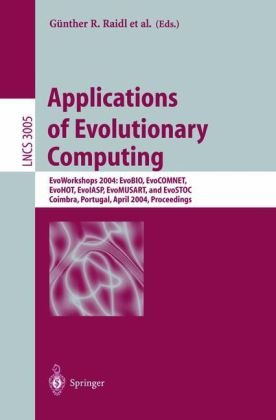 Günther R. Raidl et al. (Eds.)
LNCS 3005
Applications
of Evolutionary
Computing
EvoWorkshops 2004: EvoBIO, EvoCOMNET,
EvoHOT, EvoIASP, EvoMUSART, and EvoSTOC
Coimbra, Portugal, April 2004, Proceedings
Springer